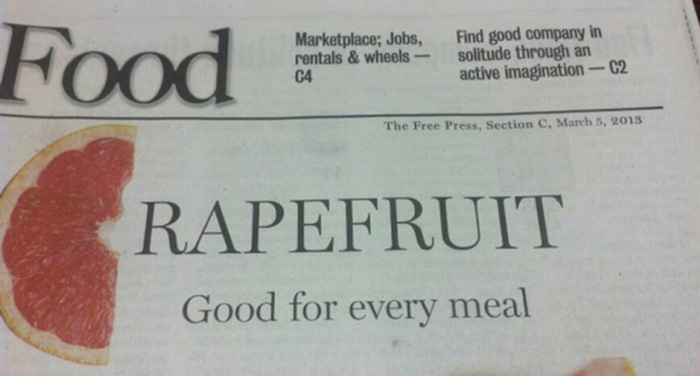 Food
Marketplace; Jobs,
rentals & wheels —
C4
Find good company in
solitude through an
active imagination — C2
The Free Press, Section C, March 5, 2013
RAPEFRUIT
Good for every meal